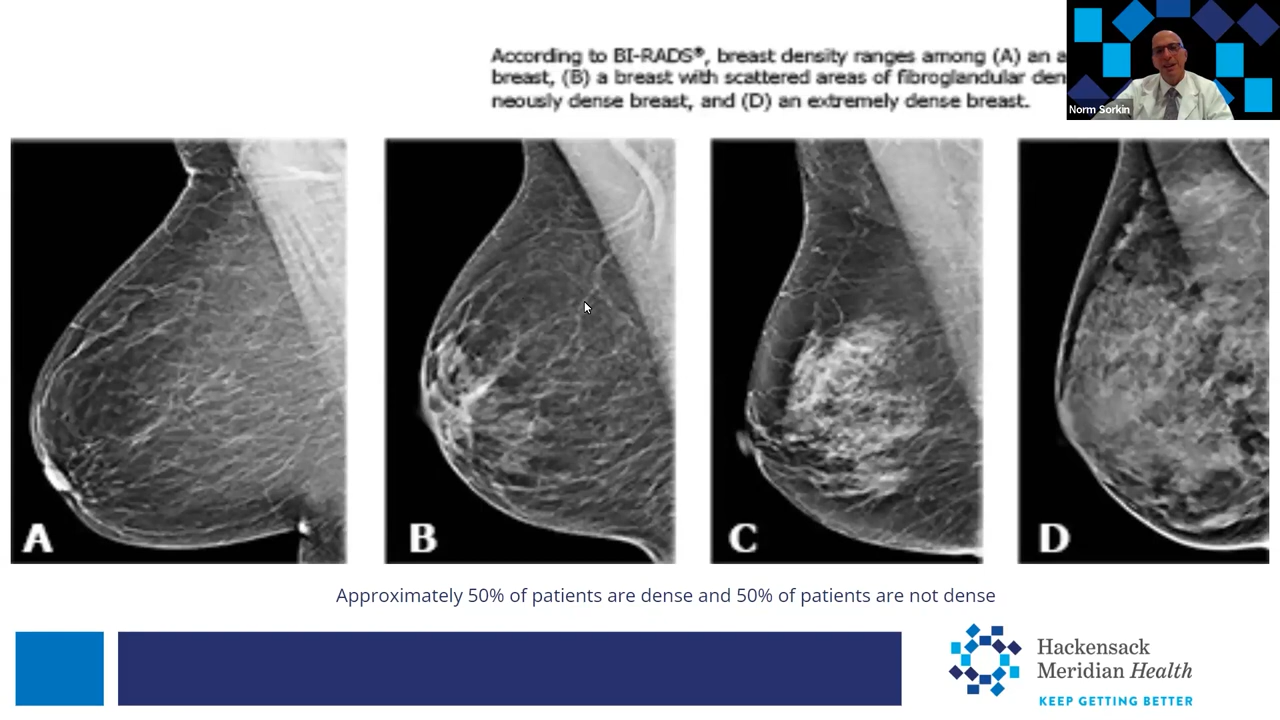 According to BI-RADS®, breast density ranges among (A) an a
breast, (B) a breast with scattered areas of fibroglandular den
neously dense breast, and (D) an extremely dense breast.
Norm Sorkin
A
B
C
D
Approximately 50% of patients are dense and 50% of patients are not dense
Hackensack
Meridian Health
KEEP GETTING BETTER